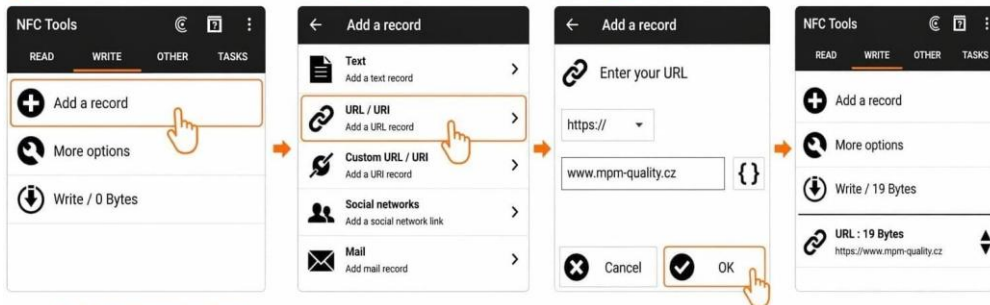 NFC Tools
READ WRITE OTHER TASKS
Add a record
More options
Write / 0 Bytes
Add a record
Text
Add a text record
URL / URI
Add a URL record
Custom URL / URI
Add a URI record
Social networks
Add a social network link
Mail
Add mail record
Add a record
Enter your URL
https://
www.mpm-quality.cz
{}
Cancel
OK
NFC Tools
READ WRITE OTHER TASKS
Add a record
More options
Write / 19 Bytes
URL : 19 Bytes
https://www.mpm-quality.cz